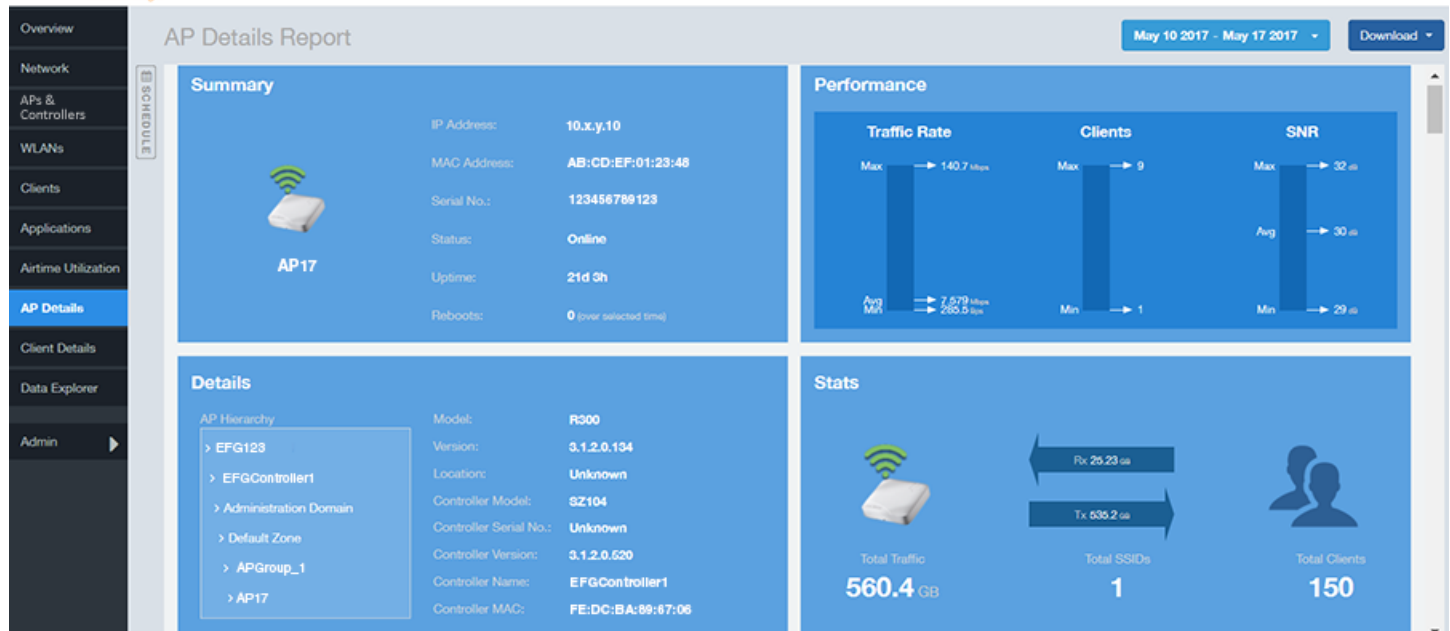 Overview
Network
APs &
Controllers
WLANs
Clients
Applications
Airtime Utilization
AP Details
Client Details
Data Explorer
Admin
AP Details Report
May 10 2017 - May 17 2017
Download
SCHEDULE
Summary
AP17
IP Address: 10.x.y.10
MAC Address: AB:CD:EF:01:23:48
Serial No.: 123456789123
Status: Online
Uptime: 21d 3h
Reboots: 0 (over selected time)
Performance
Traffic Rate
Max 140.7 Mbps
Avg 7.579 Mbps
Min 285.5 bps
Clients
Max 9
Min 1
SNR
Max 32 dB
Avg 30 dB
Min 29 dB
Details
AP Hierarchy
> EFG123
> EFGController1
> Administration Domain
> Default Zone
> APGroup_1
> AP17
Model: R300
Version: 3.1.2.0.134
Location: Unknown
Controller Model: SZ104
Controller Serial No.: Unknown
Controller Version: 3.1.2.0.520
Controller Name: EFGController1
Controller MAC: FE:DC:BA:89:67:06
Stats
Rx 25.23 GB
Tx 535.2 GB
Total Traffic
560.4 GB
Total SSIDs
1
Total Clients
150